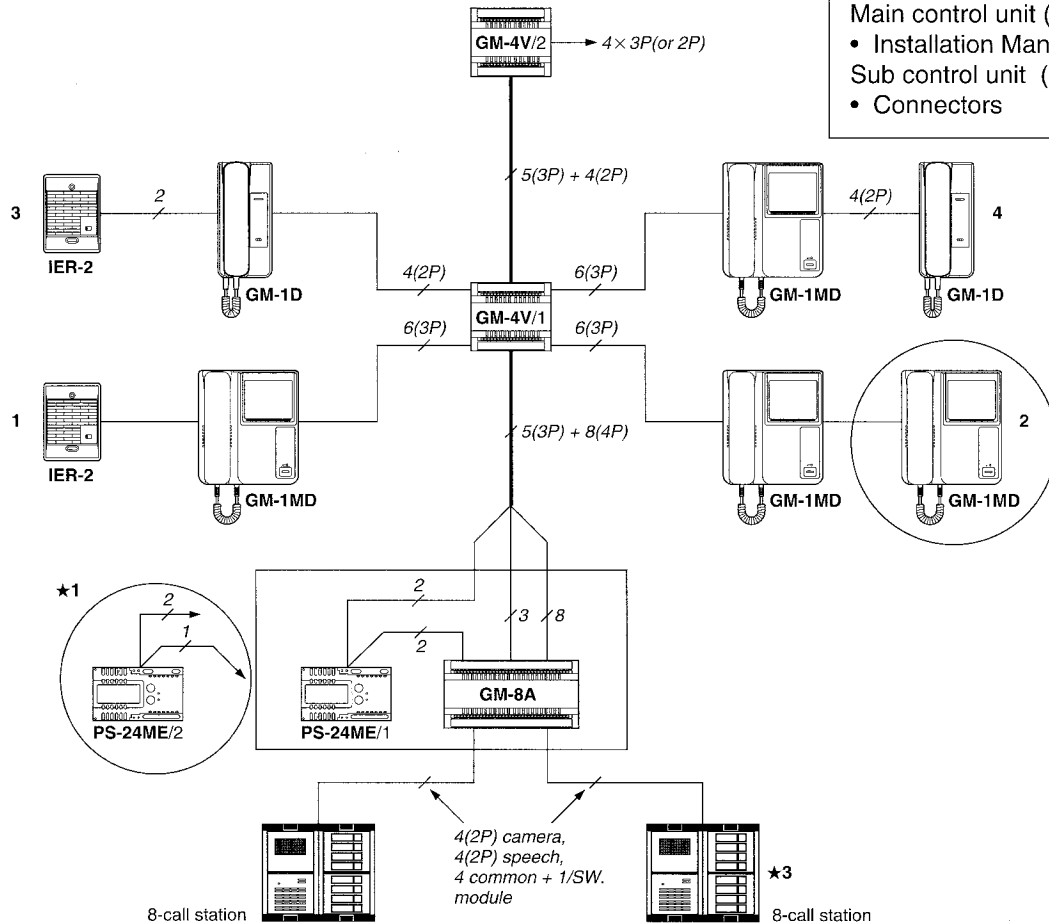 Main control unit (
• Installation Man
Sub control unit (
• Connectors
GM-4V/2
4×3P(or 2P)
5(3P) + 4(2P)
3
IER-2
2
GM-1D
4(2P)
GM-4V/1
6(3P)
GM-1MD
4(2P)
4
GM-1D
1
IER-2
GM-1MD
6(3P)
6(3P)
GM-1MD
2
GM-1MD
5(3P) + 8(4P)
★1
2
1
PS-24ME/2
2
2
3
8
PS-24ME/1
GM-8A
4(2P) camera,
4(2P) speech,
4 common + 1/SW.
module
8-call station
★3
8-call station